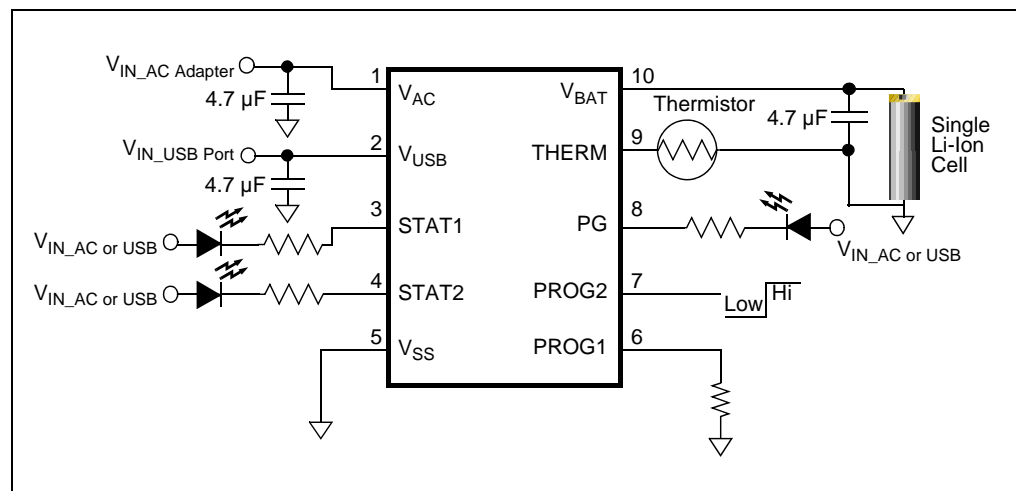 V_IN_AC Adapter
4.7 µF
1
V_AC
V_IN_USB Port
4.7 µF
2
V_USB
3
STAT1
V_IN_AC or USB
4
STAT2
V_IN_AC or USB
5
V_SS
10
V_BAT
Thermistor
4.7 µF
9
THERM
Single
Li-Ion
Cell
8
PG
V_IN_AC or USB
7
PROG2
Low
Hi
6
PROG1